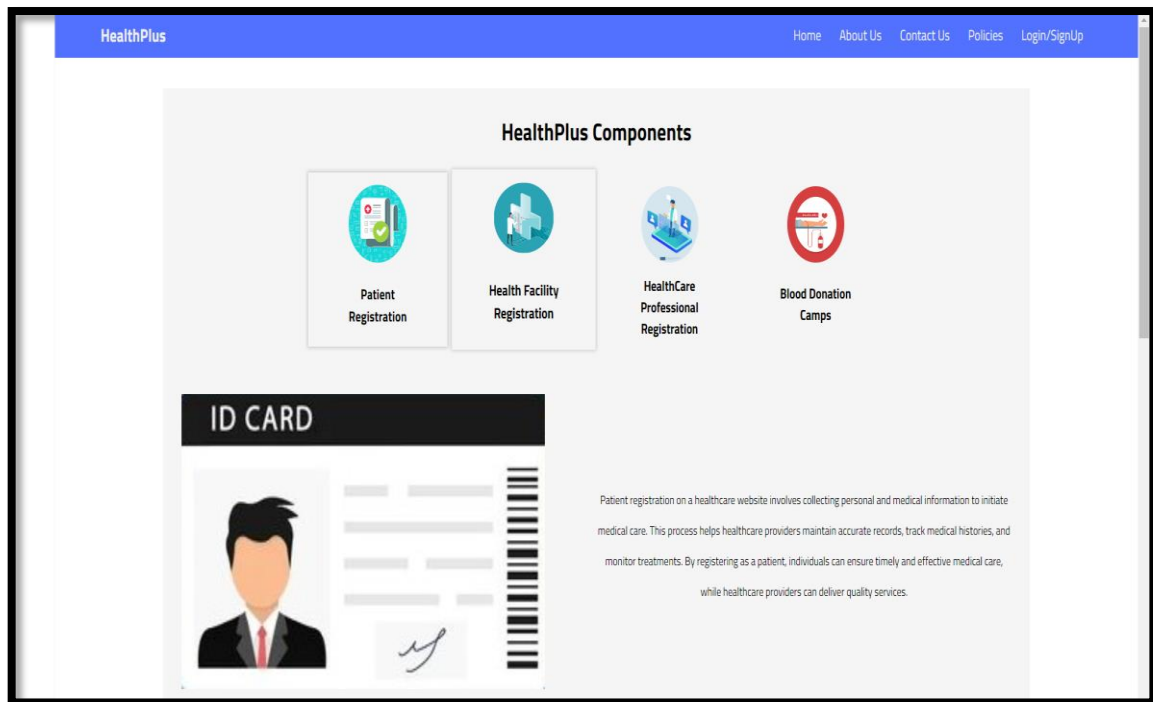 HealthPlus
Home About Us Contact Us Policies Login/SignUp
HealthPlus Components
Patient
Registration
Health Facility
Registration
HealthCare
Professional
Registration
Blood Donation
Camps
ID CARD
Patient registration on a healthcare website involves collecting personal and medical information to initiate
medical care. This process helps healthcare providers maintain accurate records, track medical histories, and
monitor treatments. By registering as a patient, individuals can ensure timely and effective medical care,
while healthcare providers can deliver quality services.